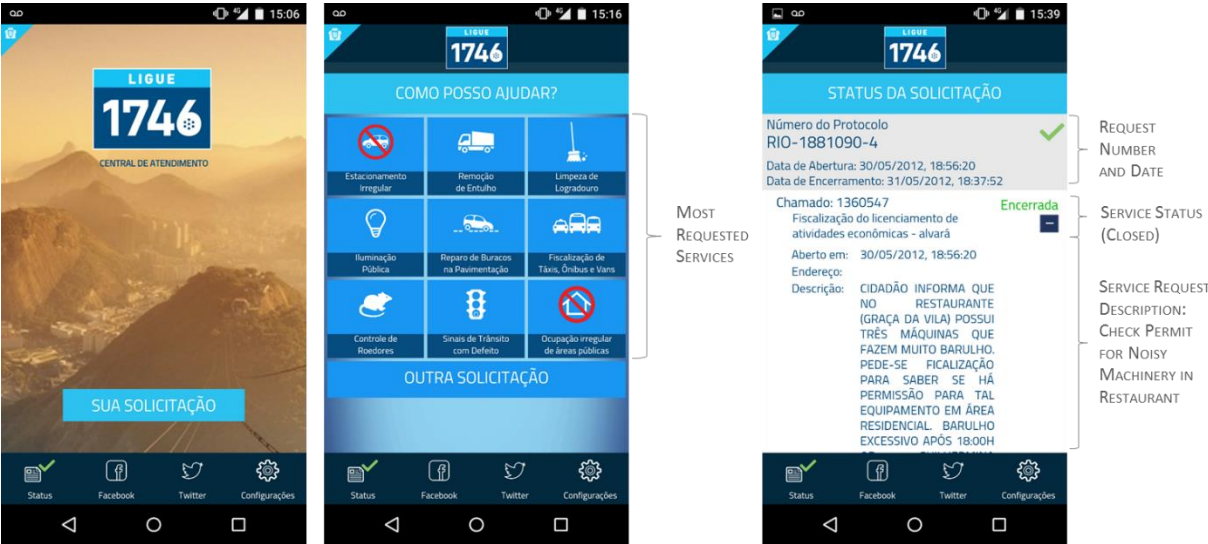 15:06
LIGUE
1746
CENTRAL DE ATENDIMENTO
SUA SOLICITAÇÃO
Status
Facebook
Twitter
Configurações
4G
15:16
LIGUE
1746
COMO POSSO AJUDAR?
Estacionamento
Irregular
Remoção
de Entulho
Limpeza de
Logradouro
Iluminação
Pública
Reparo de Buracos
na Pavimentação
Fiscalização de
Táxis, Ônibus e Vans
Controle de
Roedores
Sinais de Trânsito
com Defeito
Ocupação irregular
de áreas públicas
OUTRA SOLICITAÇÃO
Status
Facebook
Twitter
Configurações
MOST
REQUESTED
SERVICES
15:39
LIGUE
1746
STATUS DA SOLICITAÇÃO
Número do Protocolo
RIO-1881090-4
Data de Abertura: 30/05/2012, 18:56:20
Data de Encerramento: 31/05/2012, 18:37:52
Chamado: 1360547 Encerrada
Fiscalização do licenciamento de
atividades econômicas - alvará
Aberto em: 30/05/2012, 18:56:20
Endereço:
Descrição: CIDADÃO INFORMA QUE
NO RESTAURANTE
(GRAÇA DA VILA) POSSUI
TRÊS MÁQUINAS QUE
FAZEM MUITO BARULHO.
PEDE-SE FICALIZAÇÃO
PARA SABER SE HÁ
PERMISSÃO PARA TAL
EQUIPAMENTO EM ÁREA
RESIDENCIAL. BARULHO
EXCESSIVO APÓS 18:00H
Status
Facebook
Twitter
Configurações
REQUEST
NUMBER
AND DATE
SERVICE STATUS
(CLOSED)
SERVICE REQUEST
DESCRIPTION:
CHECK PERMIT
FOR NOISY
MACHINERY IN
RESTAURANT